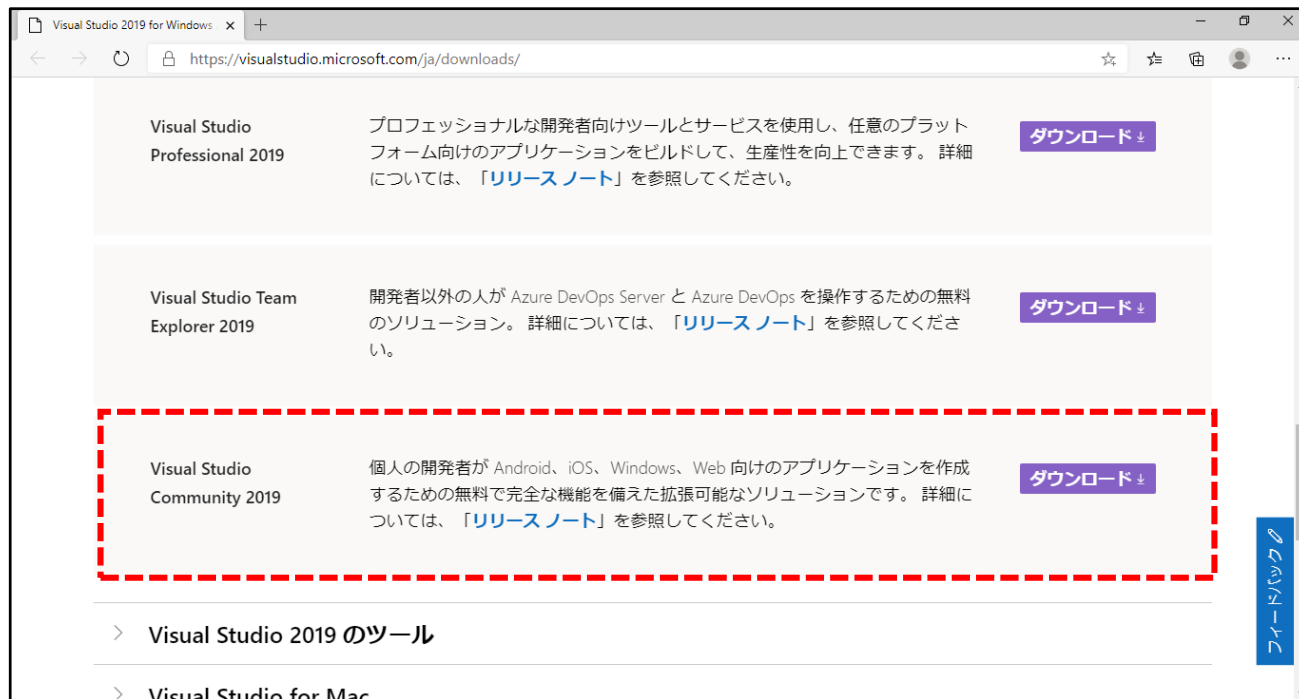 Visual Studio 2019 for Windows
https://visualstudio.microsoft.com/ja/downloads/
Visual Studio
Professional 2019
プロフェッショナルな開発者向けツールとサービスを使用し、任意のプラット
フォーム向けのアプリケーションをビルドして、生産性を向上できます。 詳細
については、「リリース ノート」を参照してください。
ダウンロード
Visual Studio Team
Explorer 2019
開発者以外の人が Azure DevOps Server と Azure DevOps を操作するための無料
のソリューション。 詳細については、「リリース ノート」を参照してくださ
い。
ダウンロード
Visual Studio
Community 2019
個人の開発者が Android、iOS、Windows、Web 向けのアプリケーションを作成
するための無料で完全な機能を備えた拡張可能なソリューションです。 詳細に
ついては、「リリース ノート」を参照してください。
ダウンロード
フィードバック
Visual Studio 2019 のツール
Visual Studio for Mac